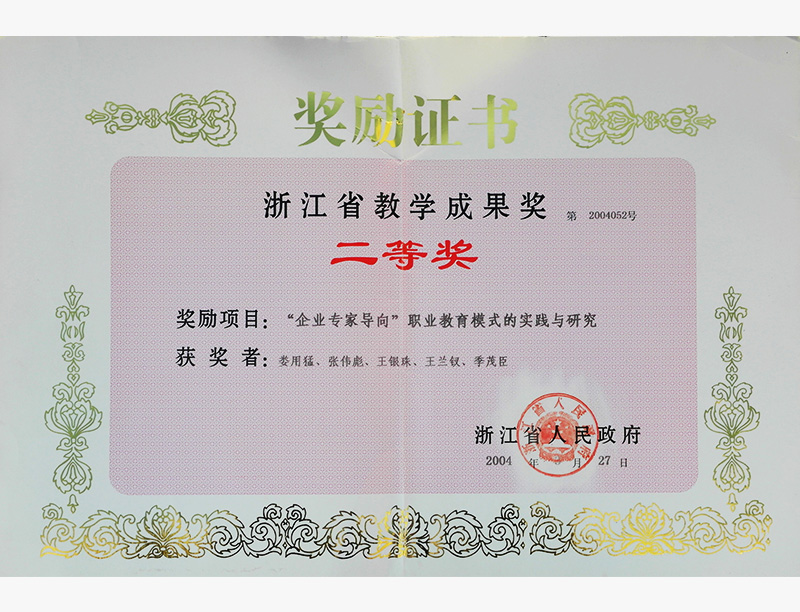 奖励证书
浙江省教学成果奖 第 2004052号
二等奖
奖励项目：“企业专家导向”职业教育模式的实践与研究
获奖者：娄用猛、张伟彪、王银珠、王兰钗、季茂臣
浙江省人民政府
2004 年 月 27 日